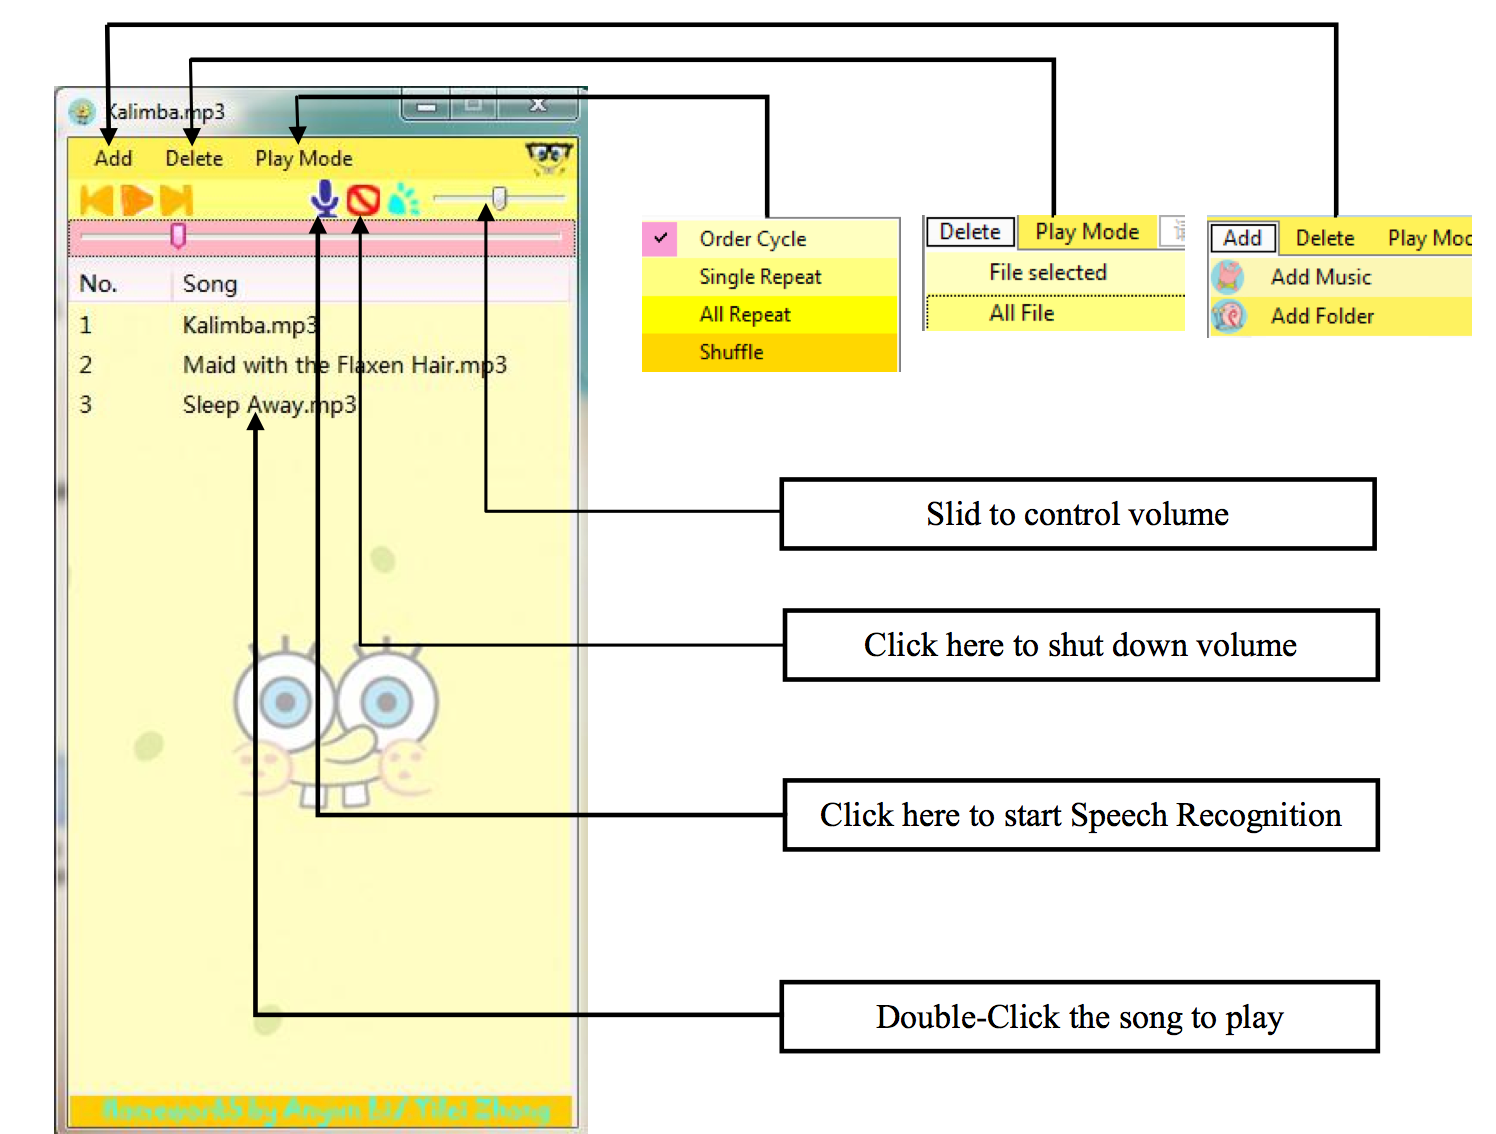 Kalimba.mp3
Add Delete Play Mode
No. Song
1 Kalimba.mp3
2 Maid with the Flaxen Hair.mp3
3 Sleep Away.mp3
Homework5 by Anyun Li/ Yifei Zhang
Order Cycle
Single Repeat
All Repeat
Shuffle
Delete Play Mode
File selected
All File
Add Delete Play Mod
Add Music
Add Folder
Slid to control volume
Click here to shut down volume
Click here to start Speech Recognition
Double-Click the song to play